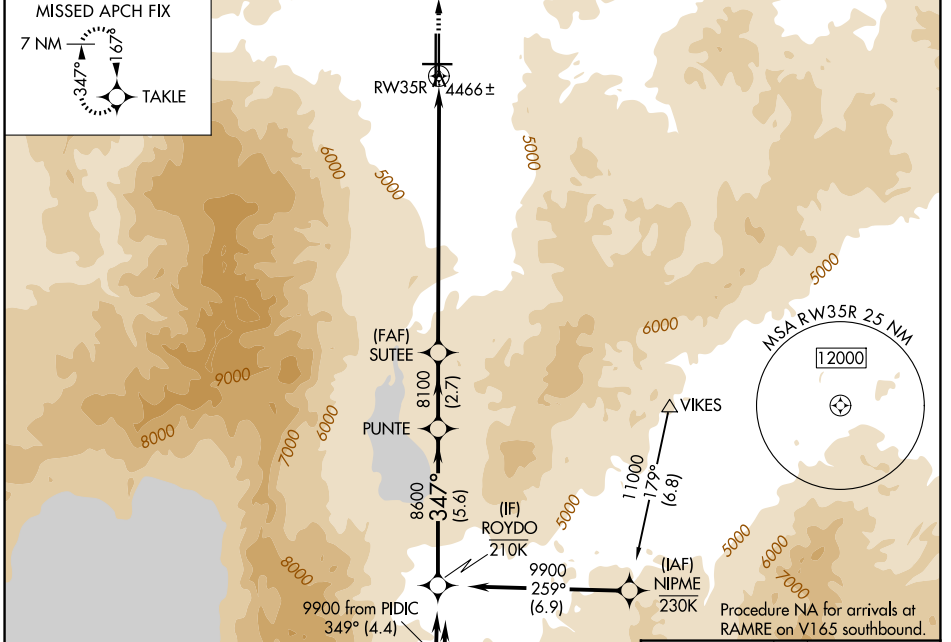 MISSED APCH FIX
7 NM
347°
167°
TAKLE
RW35R
4466±
6000
5000
5000
5000
6000
MSA RW35R 25 NM
12000
(FAF)
SUTEE
8100
(2.7)
9000
8000
7000
6000
PUNTE
VIKES
11000
179°
(6.8)
8600
347°
(5.6)
5000
(IF)
ROYDO
210K
9900
259°
(6.9)
(IAF)
NIPME
230K
5000
6000
7000
8000
9900 from PIDIC
349° (4.4)
Procedure NA for arrivals at
RAMRE on V165 southbound.